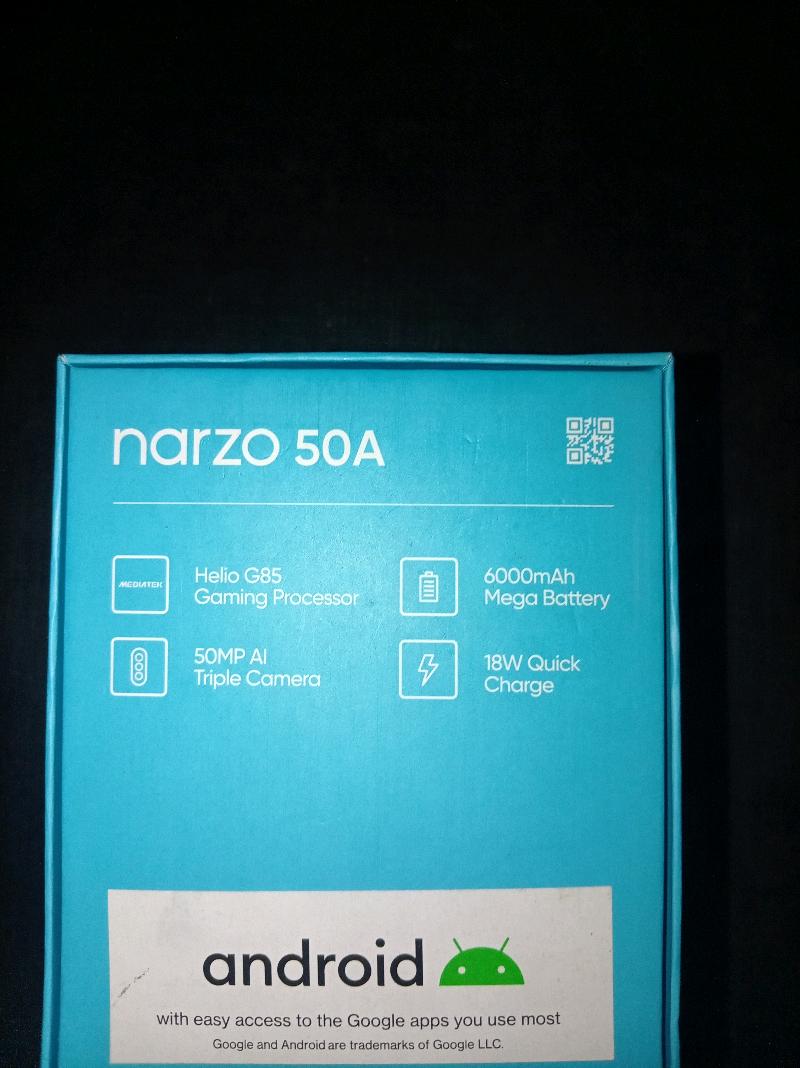 narzo 50A
MEDIATEK
Helio G85
Gaming Processor
6000mAh
Mega Battery
50MP AI
Triple Camera
18W Quick
Charge
android
with easy access to the Google apps you use most
Google and Android are trademarks of Google LLC.